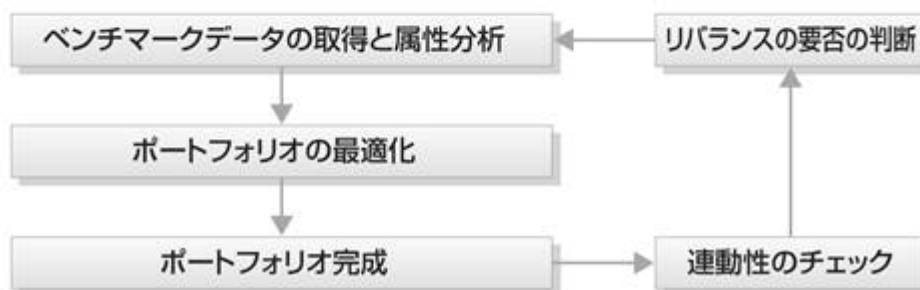 ベンチマークデータの取得と属性分析
リバランスの要否の判断
ポートフォリオの最適化
ポートフォリオ完成
連動性のチェック